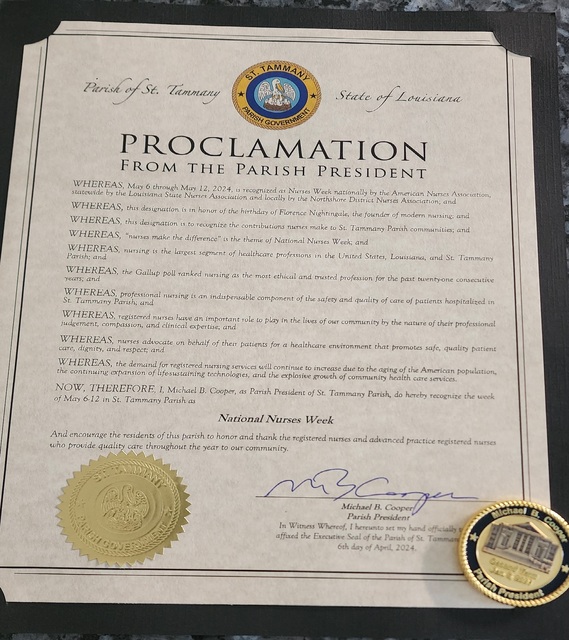 Parish of St. Tammany
ST. TAMMANY
PARISH GOVERNMENT
State of Louisiana
PROCLAMATION
FROM THE PARISH PRESIDENT
WHEREAS, May 6 through May 12, 2024, is recognized as Nurses Week nationally by the American Nurses Association,
statewide by the Louisiana State Nurses Association and locally by the Northshore District Nurses Association; and
WHEREAS, this designation is in honor of the birthday of Florence Nightingale, the founder of modern nursing; and
WHEREAS, this designation is to recognize the contributions nurses make to St. Tammany Parish communities; and
WHEREAS, "nurses make the difference" is the theme of National Nurses Week; and
WHEREAS, nursing is the largest segment of healthcare professions in the United States, Louisiana, and St. Tammany
Parish; and
WHEREAS, the Gallup poll ranked nursing as the most ethical and trusted profession for the past twenty-one consecutive
years; and
WHEREAS, professional nursing is an indispensable component of the safety and quality of care of patients hospitalized in
St. Tammany Parish; and
WHEREAS, registered nurses have an important role to play in the lives of our community by the nature of their professional
judgement, compassion, and clinical expertise, and
WHEREAS, nurses advocate on behalf of their patients for a healthcare environment that promotes safe, quality patient
care, dignity, and respect; and
WHEREAS, the demand for registered nursing services will continue to increase due to the aging of the American population,
the continuing expansion of life-sustaining technologies, and the explosive growth of community health care services.
NOW, THEREFORE, I, Michael B. Cooper, as Parish President of St. Tammany Parish, do hereby recognize the week
of May 6-12 in St. Tammany Parish as
National Nurses Week
And encourage the residents of this parish to honor and thank the registered nurses and advanced practice registered nurses
who provide quality care throughout the year to our community.
Michael B. Cooper
Parish President
In Witness Whereof, I hereunto set my hand officially
affixed the Executive Seal of the Parish of St. Tamman
6th day of April, 2024.
Michael B. Cooper
Parish President